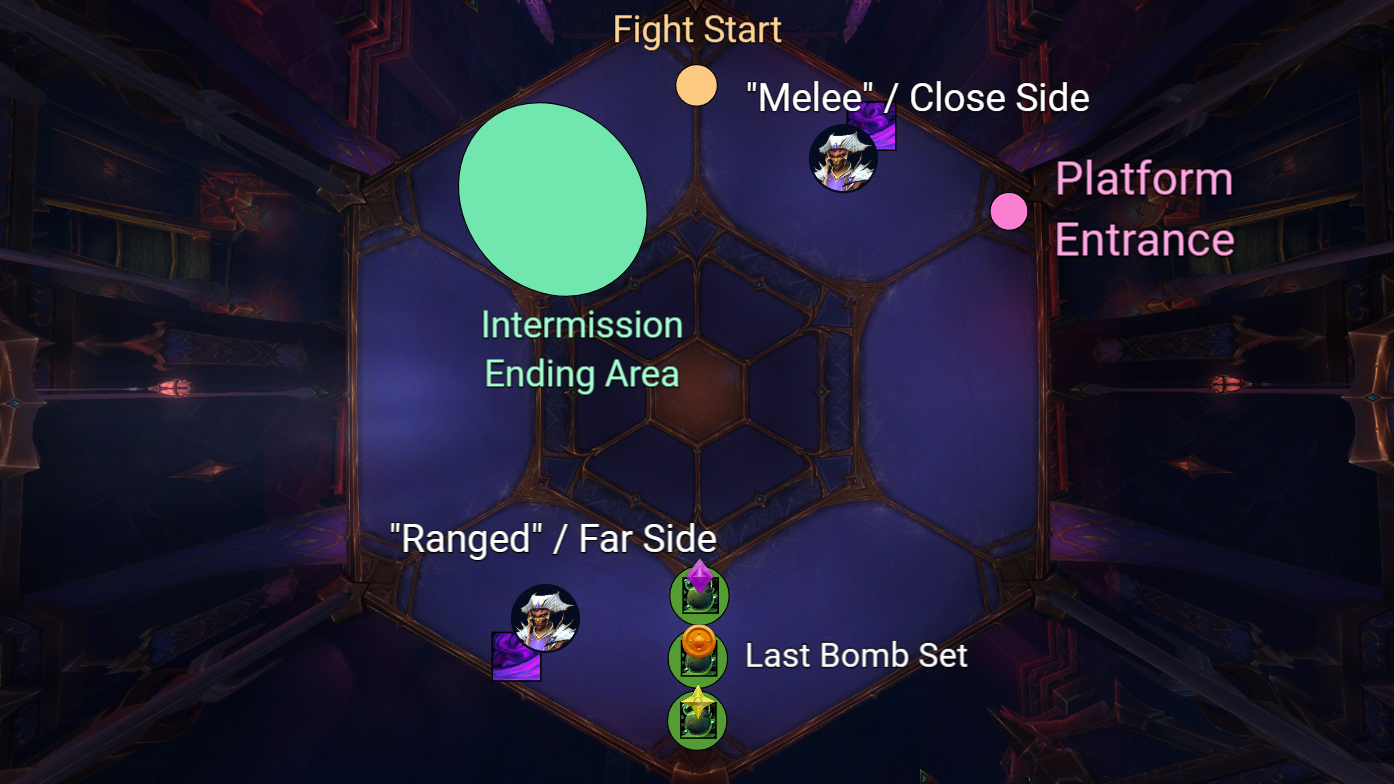 Fight Start
"Melee" / Close Side
Platform
Entrance
Intermission
Ending Area
"Ranged" / Far Side
Last Bomb Set